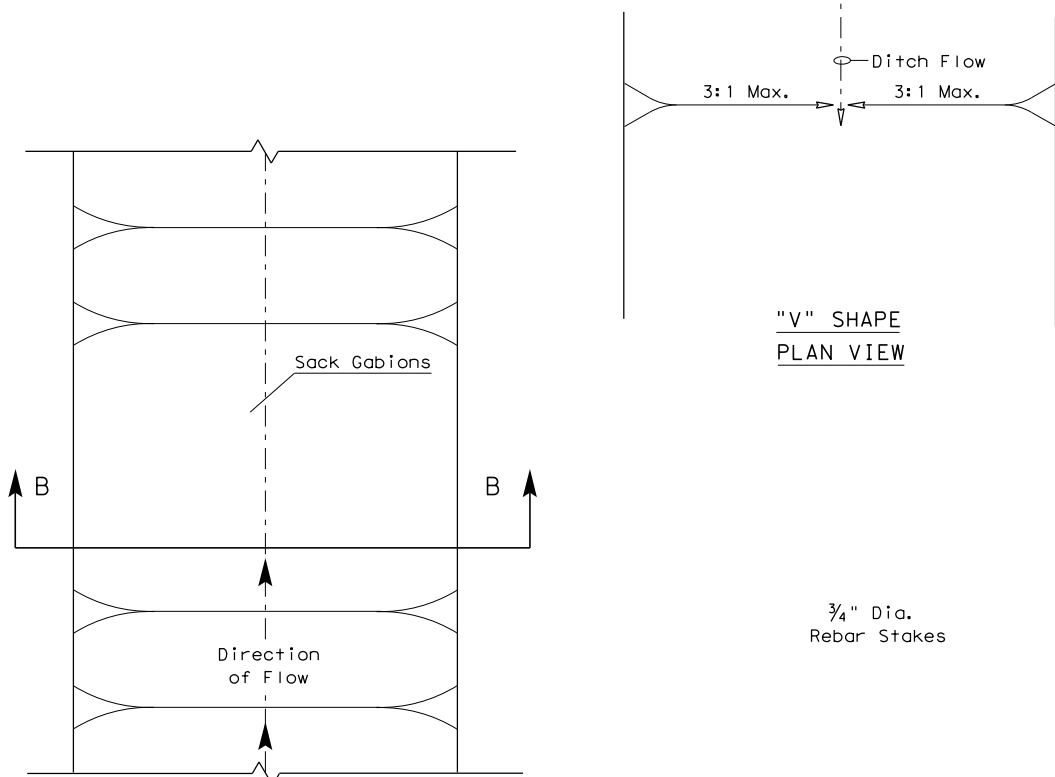 Ditch Flow
3:1 Max.
3:1 Max.
"V" SHAPE
PLAN VIEW
Sack Gabions
B
B
¾" Dia.
Rebar Stakes
Direction
of Flow